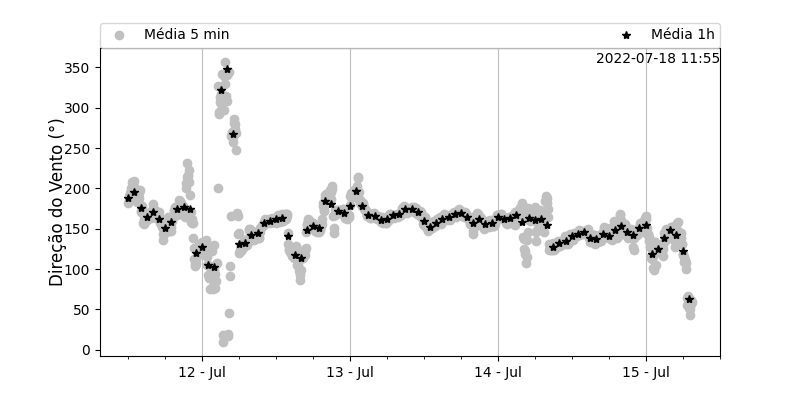 Média 5 min
Média 1h
2022-07-18 11:55
Direção do Vento (°)
350
300
250
200
150
100
50
0
12 - Jul
13 - Jul
14 - Jul
15 - Jul